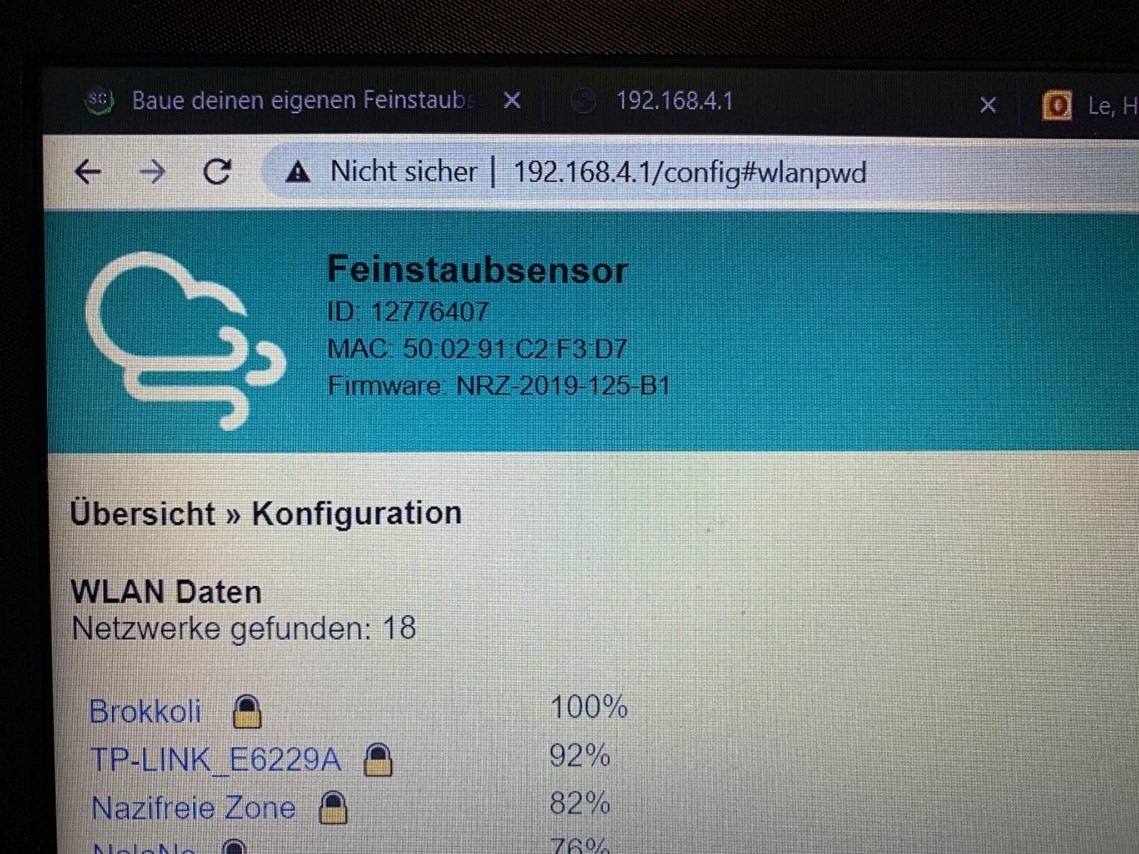 SC Baue deinen eigenen Feinstaubs
192.168.4.1
Le, H
Nicht sicher | 192.168.4.1/config#wlanpwd
Feinstaubsensor
ID: 12776407
MAC: 50:02:91:C2:F3:D7
Firmware: NRZ-2019-125-B1
Übersicht » Konfiguration
WLAN Daten
Netzwerke gefunden: 18
Brokkoli 100%
TP-LINK_E6229A 92%
Nazifreie Zone 82%
76%